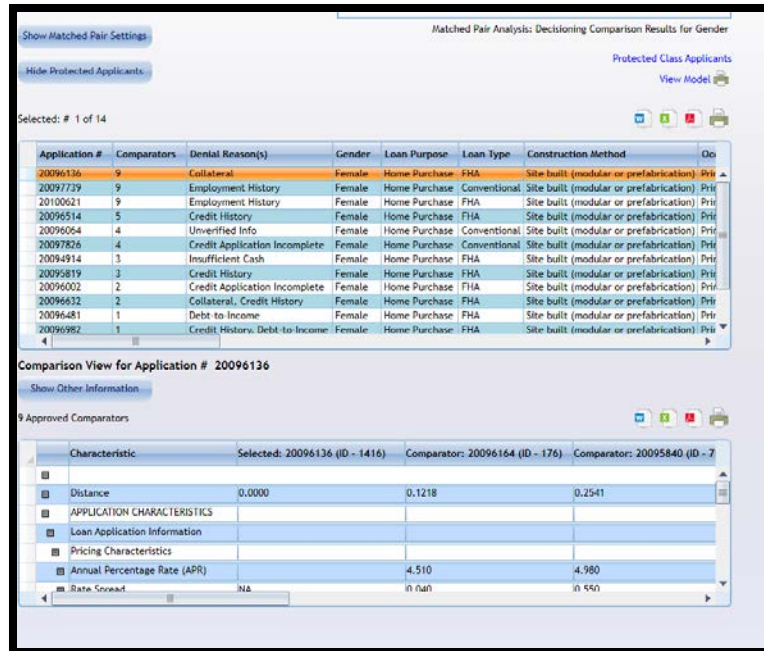 Show Matched Pair Settings
Matched Pair Analysis: Decisioning Comparison Results for Gender
Protected Class Applicants
Hide Protected Applicants
View Model
Selected: # 1 of 14
Application # Comparators Denial Reason(s) Gender Loan Purpose Loan Type Construction Method
20096136 9 Collateral Female Home Purchase FHA Site built (modular or prefabrication)
20097739 9 Employment History Female Home Purchase Conventional Site built (modular or prefabrication)
20100621 9 Employment History Female Home Purchase FHA Site built (modular or prefabrication)
20096514 5 Credit History Female Home Purchase FHA Site built (modular or prefabrication)
20096064 4 Unverified Info Female Home Purchase Conventional Site built (modular or prefabrication)
20097826 4 Credit Application Incomplete Female Home Purchase Conventional Site built (modular or prefabrication)
20094914 3 Insufficient Cash Female Home Purchase FHA Site built (modular or prefabrication)
20095819 3 Credit History Female Home Purchase FHA Site built (modular or prefabrication)
20096002 2 Credit Application Incomplete Female Home Purchase FHA Site built (modular or prefabrication)
20096632 2 Collateral, Credit History Female Home Purchase FHA Site built (modular or prefabrication)
20096481 1 Debt-to-Income Female Home Purchase FHA Site built (modular or prefabrication)
20096982 1 Credit History, Debt-to-Income Female Home Purchase FHA Site built (modular or prefabrication)
Comparison View for Application # 20096136
Show Other Information
9 Approved Comparators
Characteristic Selected: 20096136 (ID - 1416) Comparator: 20096164 (ID - 176) Comparator: 20095840 (ID - 7
Distance 0.0000 0.1218 0.2541
APPLICATION CHARACTERISTICS
Loan Application Information
Pricing Characteristics
Annual Percentage Rate (APR) 4.510 4.980
Rate Spread NA 0.040 0.550